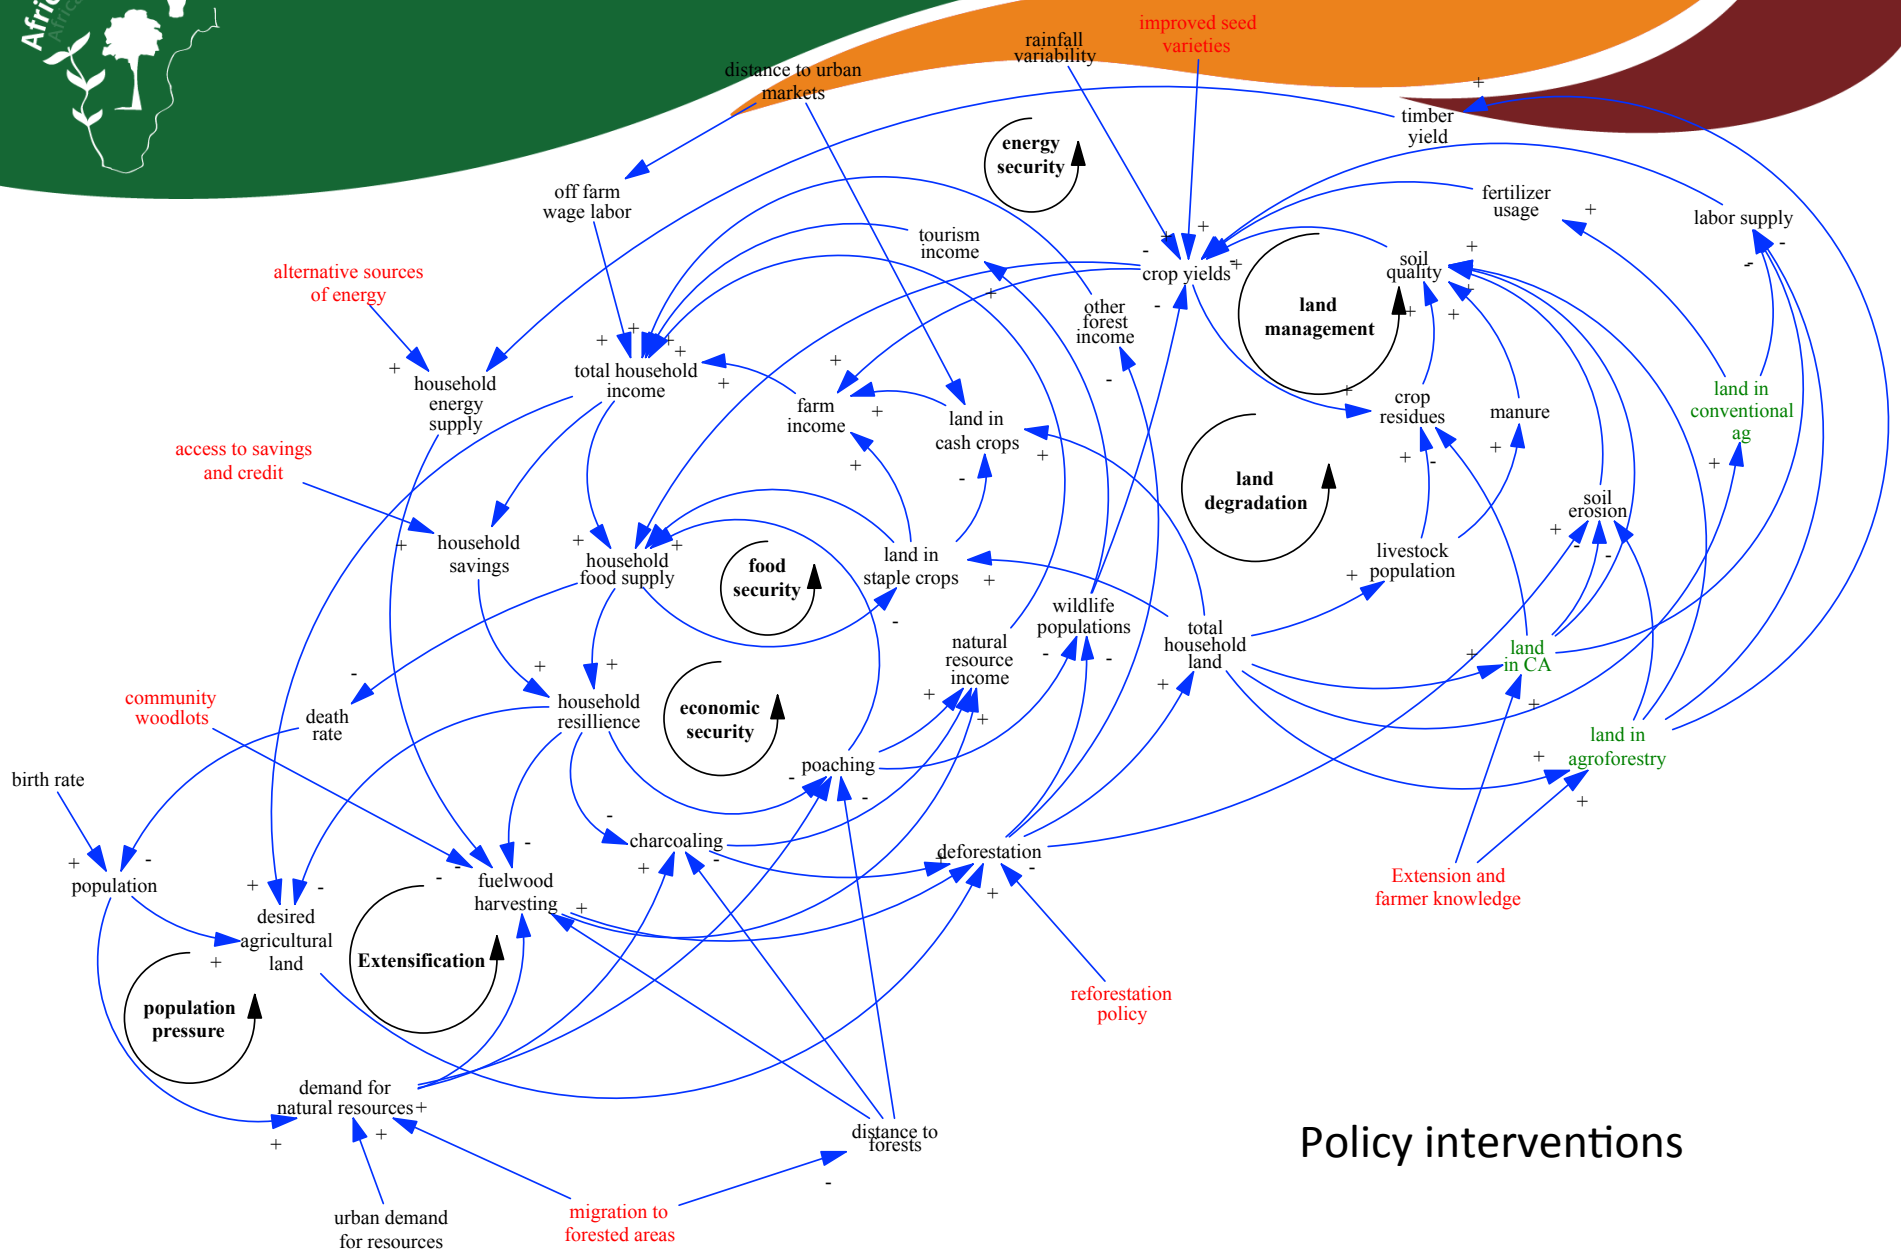 Afric
Africa
improved seed
varieties
rainfall
variability
distance to urban
markets
timber
yield
energy
security
off farm
wage labor
fertilizer
usage
labor supply
tourism
income
crop yields
soil
quality
alternative sources
of energy
land
management
other
forest
income
household
energy
supply
total household
income
farm
income
land in
cash crops
crop
residues
manure
land in
conventional
ag
access to savings
and credit
land
degradation
soil
erosion
household
savings
household
food supply
food
security
land in
staple crops
livestock
population
wildlife
populations
total
household
land
natural
resource
income
land
in CA
community
woodlots
household
resillience
economic
security
death
rate
land in
agroforestry
birth rate
poaching
charcoaling
deforestation
population
fuelwood
harvesting
Extension and
farmer knowledge
desired
agricultural
land
Extensification
population
pressure
reforestation
policy
demand for
natural resources
distance to
forests
Policy interventions
urban demand
for resources
migration to
forested areas